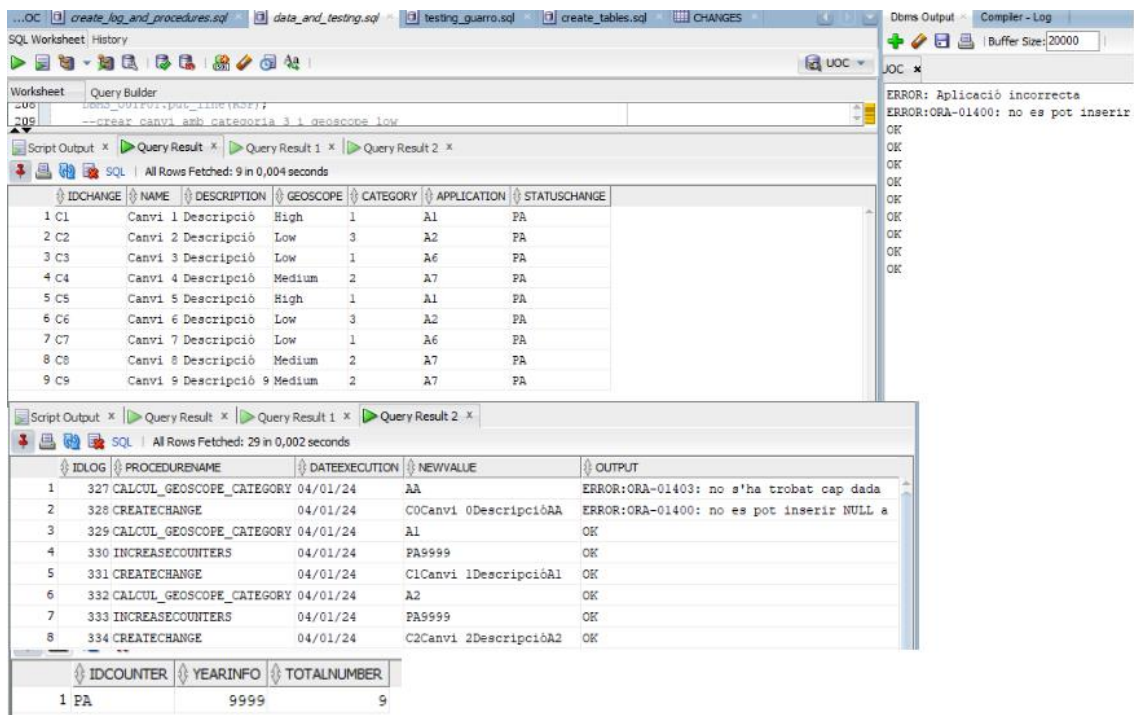 ...OC create_log_and_procedures.sql data_and_testing.sql testing_guarro.sql create_tables.sql CHANGES
Dbms Output Compiler - Log
SQL Worksheet History
Buffer Size: 20000
UOC
UOC
Worksheet Query Builder
208 DBMS_OUTPUT.put_line(RSP);
209 --crear canvi amb categoria 3 i geoscope low
ERROR: Aplicació incorrecta
ERROR:ORA-01400: no es pot inserir
OK
OK
OK
OK
OK
OK
OK
OK
OK
Script Output Query Result Query Result 1 Query Result 2
SQL | All Rows Fetched: 9 in 0,004 seconds
IDCHANGE NAME DESCRIPTION GEOSCOPE CATEGORY APPLICATION STATUSCHANGE
1 C1 Canvi 1 Descripció High 1 A1 PA
2 C2 Canvi 2 Descripció Low 3 A2 PA
3 C3 Canvi 3 Descripció Low 1 A6 PA
4 C4 Canvi 4 Descripció Medium 2 A7 PA
5 C5 Canvi 5 Descripció High 1 A1 PA
6 C6 Canvi 6 Descripció Low 3 A2 PA
7 C7 Canvi 7 Descripció Low 1 A6 PA
8 C8 Canvi 8 Descripció Medium 2 A7 PA
9 C9 Canvi 9 Descripció 9 Medium 2 A7 PA
Script Output Query Result Query Result 1 Query Result 2
SQL | All Rows Fetched: 29 in 0,002 seconds
IDLOG PROCEDURENAME DATEEXECUTION NEWVALUE OUTPUT
1 327 CALCUL_GEOSCOPE_CATEGORY 04/01/24 AA ERROR:ORA-01403: no s'ha trobat cap dada
2 328 CREATECHANGE 04/01/24 C0Canvi 0DescripcióAA ERROR:ORA-01400: no es pot inserir NULL a
3 329 CALCUL_GEOSCOPE_CATEGORY 04/01/24 A1 OK
4 330 INCREASECOUNTERS 04/01/24 PA9999 OK
5 331 CREATECHANGE 04/01/24 C1Canvi 1DescripcióA1 OK
6 332 CALCUL_GEOSCOPE_CATEGORY 04/01/24 A2 OK
7 333 INCREASECOUNTERS 04/01/24 PA9999 OK
8 334 CREATECHANGE 04/01/24 C2Canvi 2DescripcióA2 OK
IDCOUNTER YEARINFO TOTALNUMBER
1 PA 9999 9